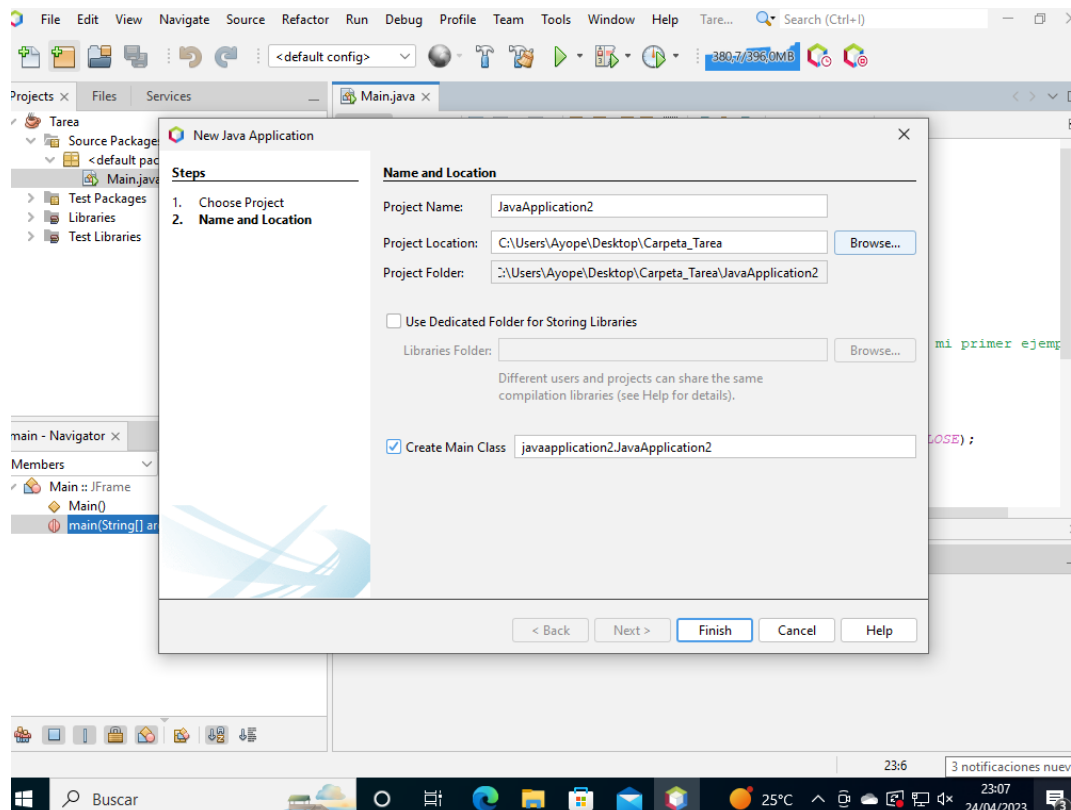 File Edit View Navigate Source Refactor Run Debug Profile Team Tools Window Help Tare... Search (Ctrl+I)
<default config> 380,7/396,0MB
Projects Files Services Main.java
Tarea
Source Package
<default pac
Main.java
Test Packages
Libraries
Test Libraries
New Java Application
Steps
1. Choose Project
2. Name and Location
Name and Location
Project Name: JavaApplication2
Project Location: C:\Users\Ayope\Desktop\Carpeta_Tarea Browse...
Project Folder: :\Users\Ayope\Desktop\Carpeta_Tarea\JavaApplication2
Use Dedicated Folder for Storing Libraries
Libraries Folder: Browse...
Different users and projects can share the same
compilation libraries (see Help for details).
Create Main Class javaapplication2.JavaApplication2
< Back Next > Finish Cancel Help
mi primer ejemp
LOSE);
main - Navigator
Members
Main :: JFrame
Main()
main(String[] ar
23:6 3 notificaciones nuev
Buscar 25°C 23:07
24/04/2023 3